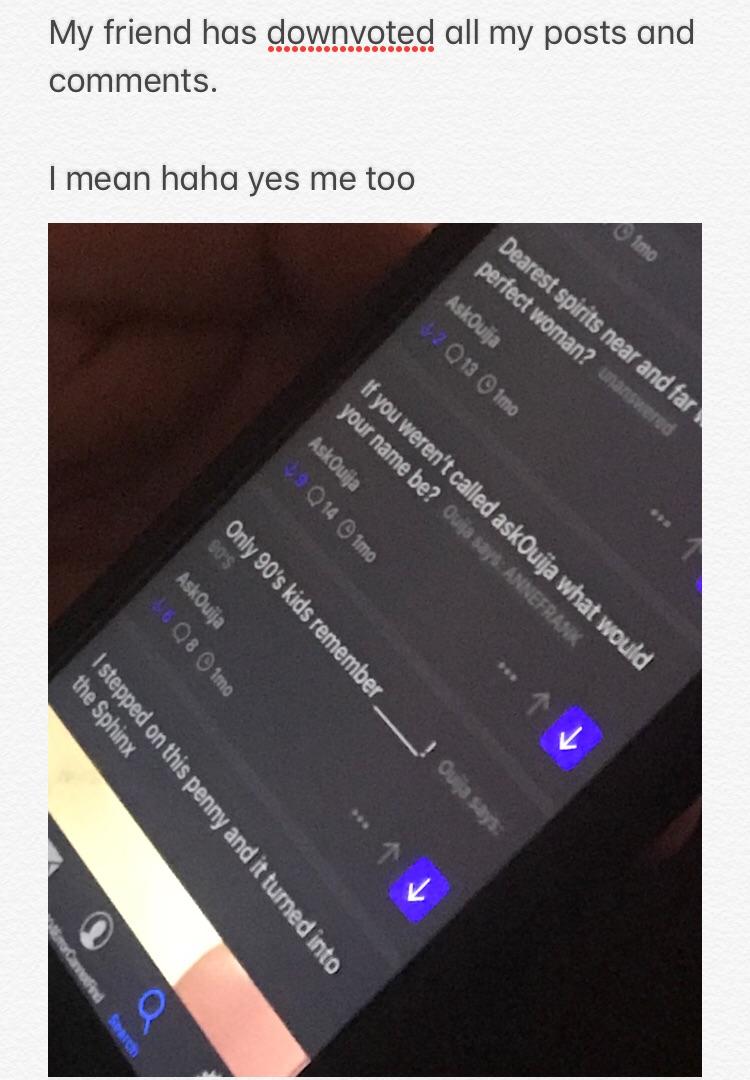 My friend has downvoted all my posts and
comments.
I mean haha yes me too
1mo
Dearest spirits near and far
perfect woman? unanswered
AskOuija
2 13 1mo
If you weren't called askOuija what would
your name be? Ouija says: ANNEFRANK
AskOuija
9 14 1mo
Only 90's kids remember ____! Ouija says:
60'S
AskOuija
6 8 1mo
I stepped on this penny and it turned into
the Sphinx
Search